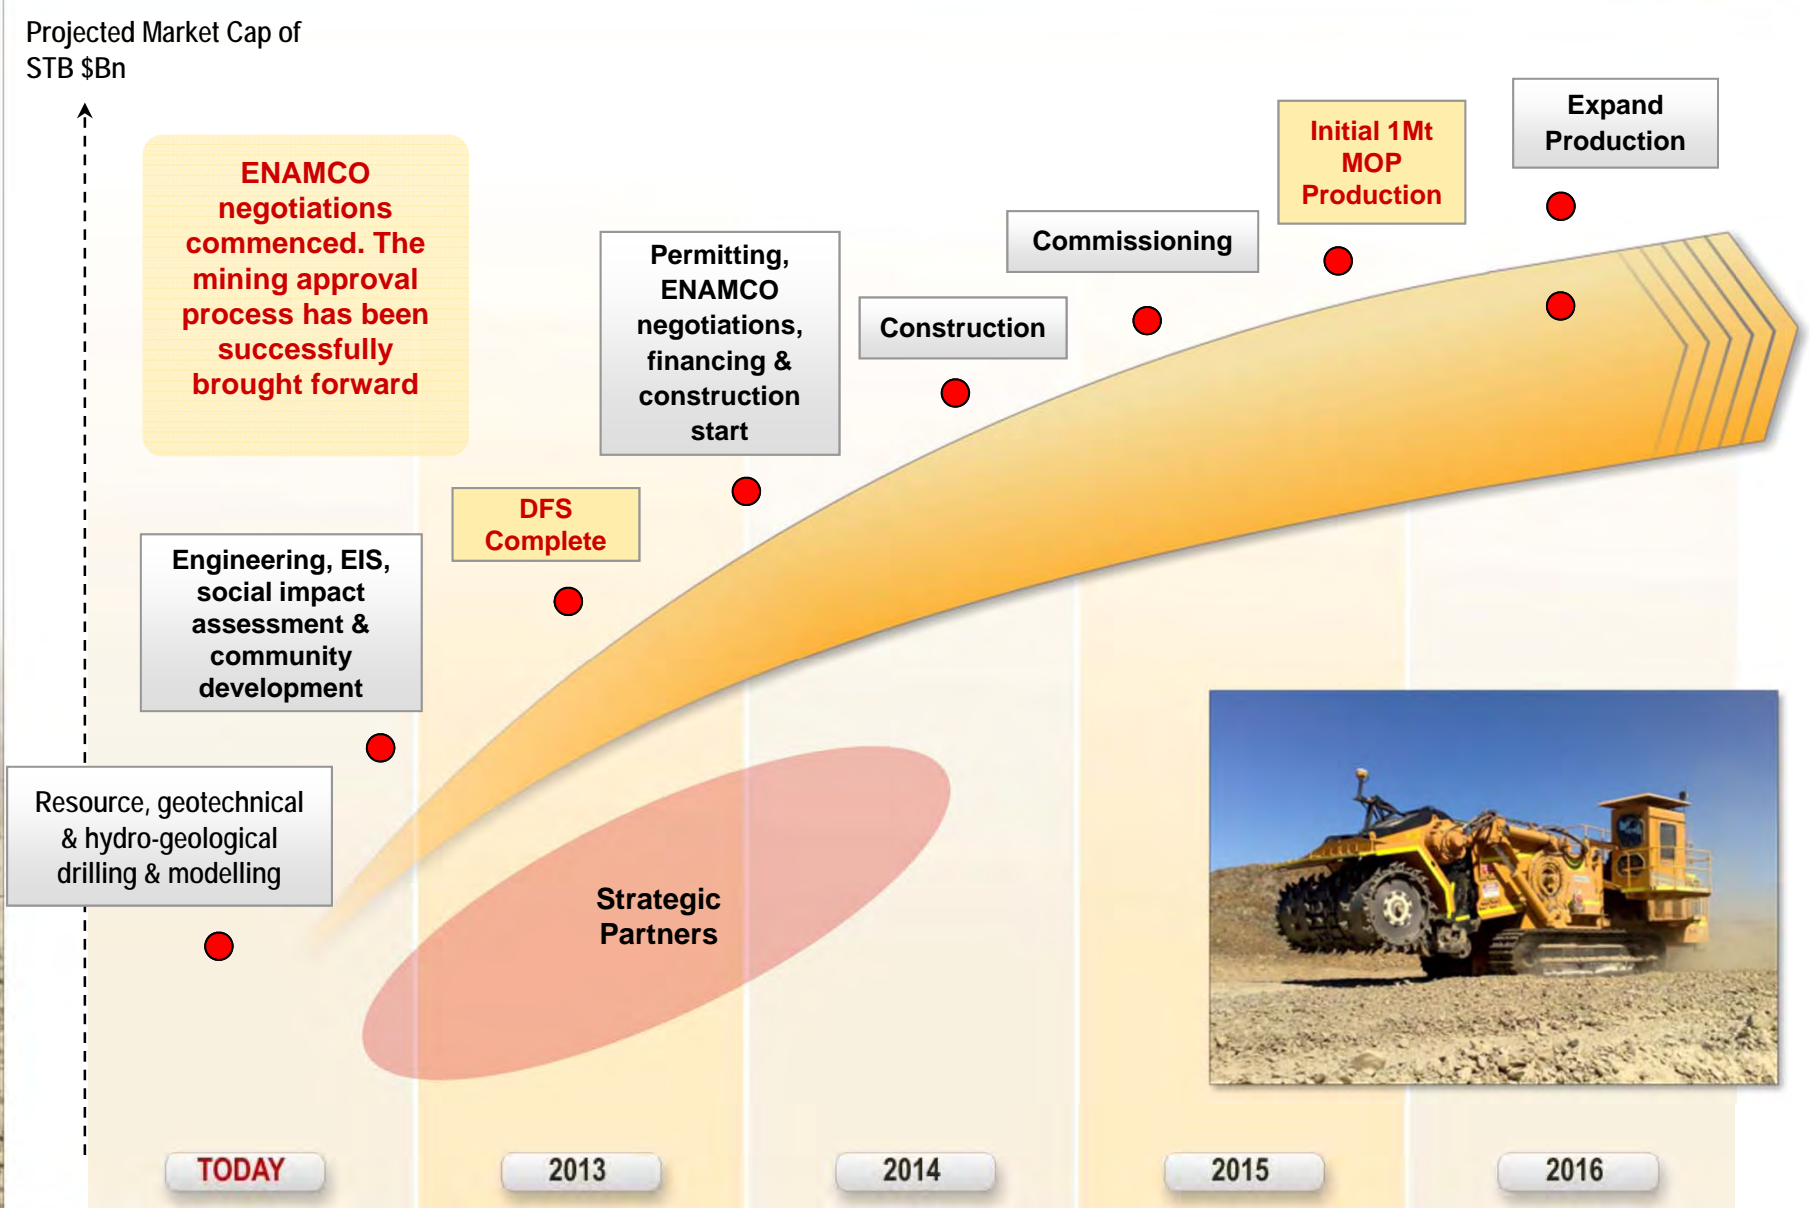 Projected Market Cap of
STB $Bn
ENAMCO
negotiations
commenced. The
mining approval
process has been
successfully
brought forward
Resource, geotechnical
& hydro-geological
drilling & modelling
Engineering, EIS,
social impact
assessment &
community
development
DFS
Complete
Permitting,
ENAMCO
negotiations,
financing &
construction
start
Construction
Commissioning
Initial 1Mt
MOP
Production
Expand
Production
Strategic
Partners
TODAY
2013
2014
2015
2016